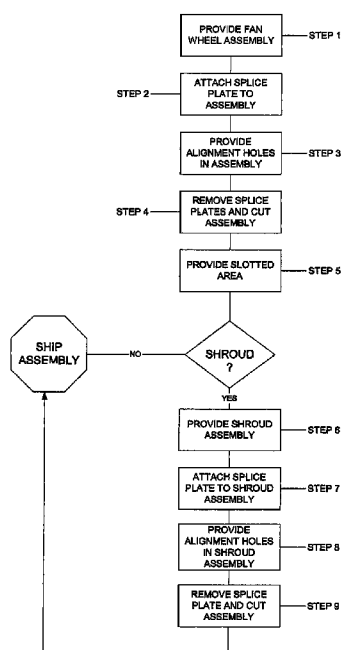 PROVIDE FAN
WHEEL ASSEMBLY
STEP 1
STEP 2
ATTACH SPLICE
PLATE TO
ASSEMBLY
PROVIDE
ALIGNMENT HOLES
IN ASSEMBLY
STEP 3
STEP 4
REMOVE SPLICE
PLATES AND CUT
ASSEMBLY
PROVIDE SLOTTED
AREA
STEP 5
SHIP
ASSEMBLY
NO
SHROUD
?
YES
PROVIDE SHROUD
ASSEMBLY
STEP 6
ATTACH SPLICE
PLATE TO SHROUD
ASSEMBLY
STEP 7
PROVIDE
ALIGNMENT HOLES
IN SHROUD
ASSEMBLY
STEP 8
REMOVE SPLICE
PLATE AND CUT
ASSEMBLY
STEP 9